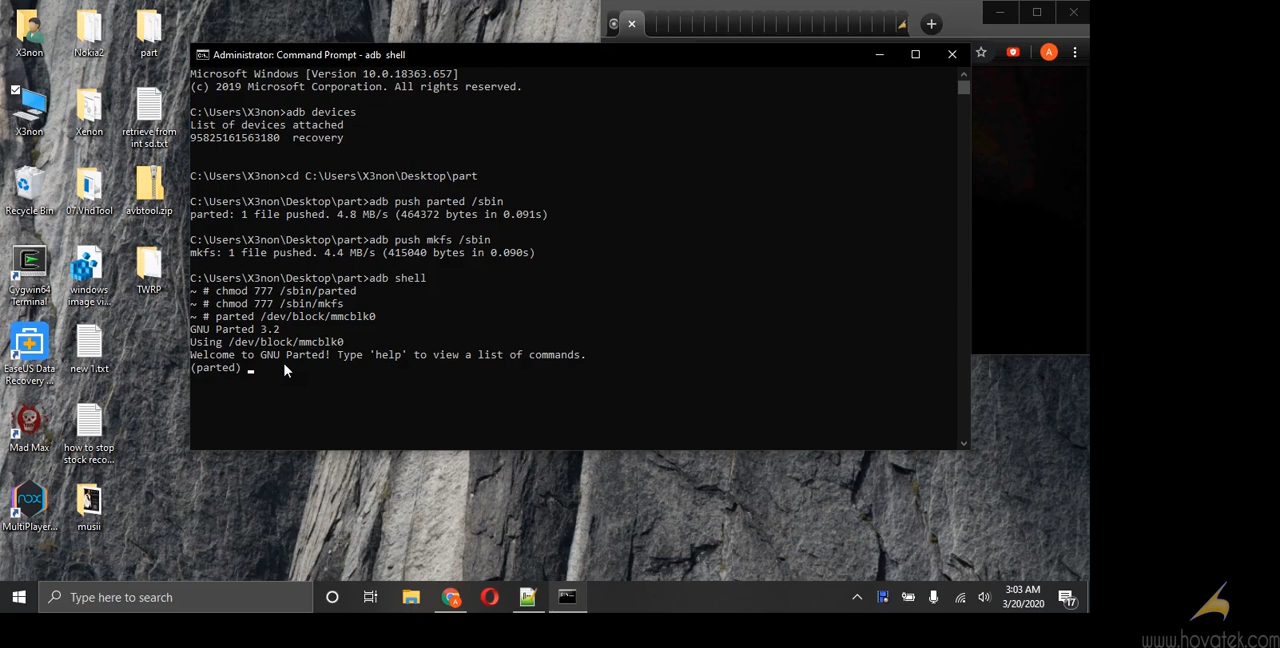 X3non
Nokia2
part
X3non
Xenon
retrieve from
int sd.txt
Recycle Bin
07.VhdTool
avbtool.zip
Cygwin64
Terminal
windows
image vi...
TWRP
EaseUS Data
Recovery ...
new 1.txt
Mad Max
how to stop
stock reco...
MultiPlayer...
musii
Administrator: Command Prompt - adb shell
Microsoft Windows [Version 10.0.18363.657]
(c) 2019 Microsoft Corporation. All rights reserved.
C:\Users\X3non>adb devices
List of devices attached
95825161563180 recovery
C:\Users\X3non>cd C:\Users\X3non\Desktop\part
C:\Users\X3non\Desktop\part>adb push parted /sbin
parted: 1 file pushed. 4.8 MB/s (464372 bytes in 0.091s)
C:\Users\X3non\Desktop\part>adb push mkfs /sbin
mkfs: 1 file pushed. 4.4 MB/s (415040 bytes in 0.090s)
C:\Users\X3non\Desktop\part>adb shell
~ # chmod 777 /sbin/parted
~ # chmod 777 /sbin/mkfs
~ # parted /dev/block/mmcblk0
GNU Parted 3.2
Using /dev/block/mmcblk0
Welcome to GNU Parted! Type 'help' to view a list of commands.
(parted)
A
nox
Type here to search
3:03 AM
3/20/2020
17
www.hovatek.com